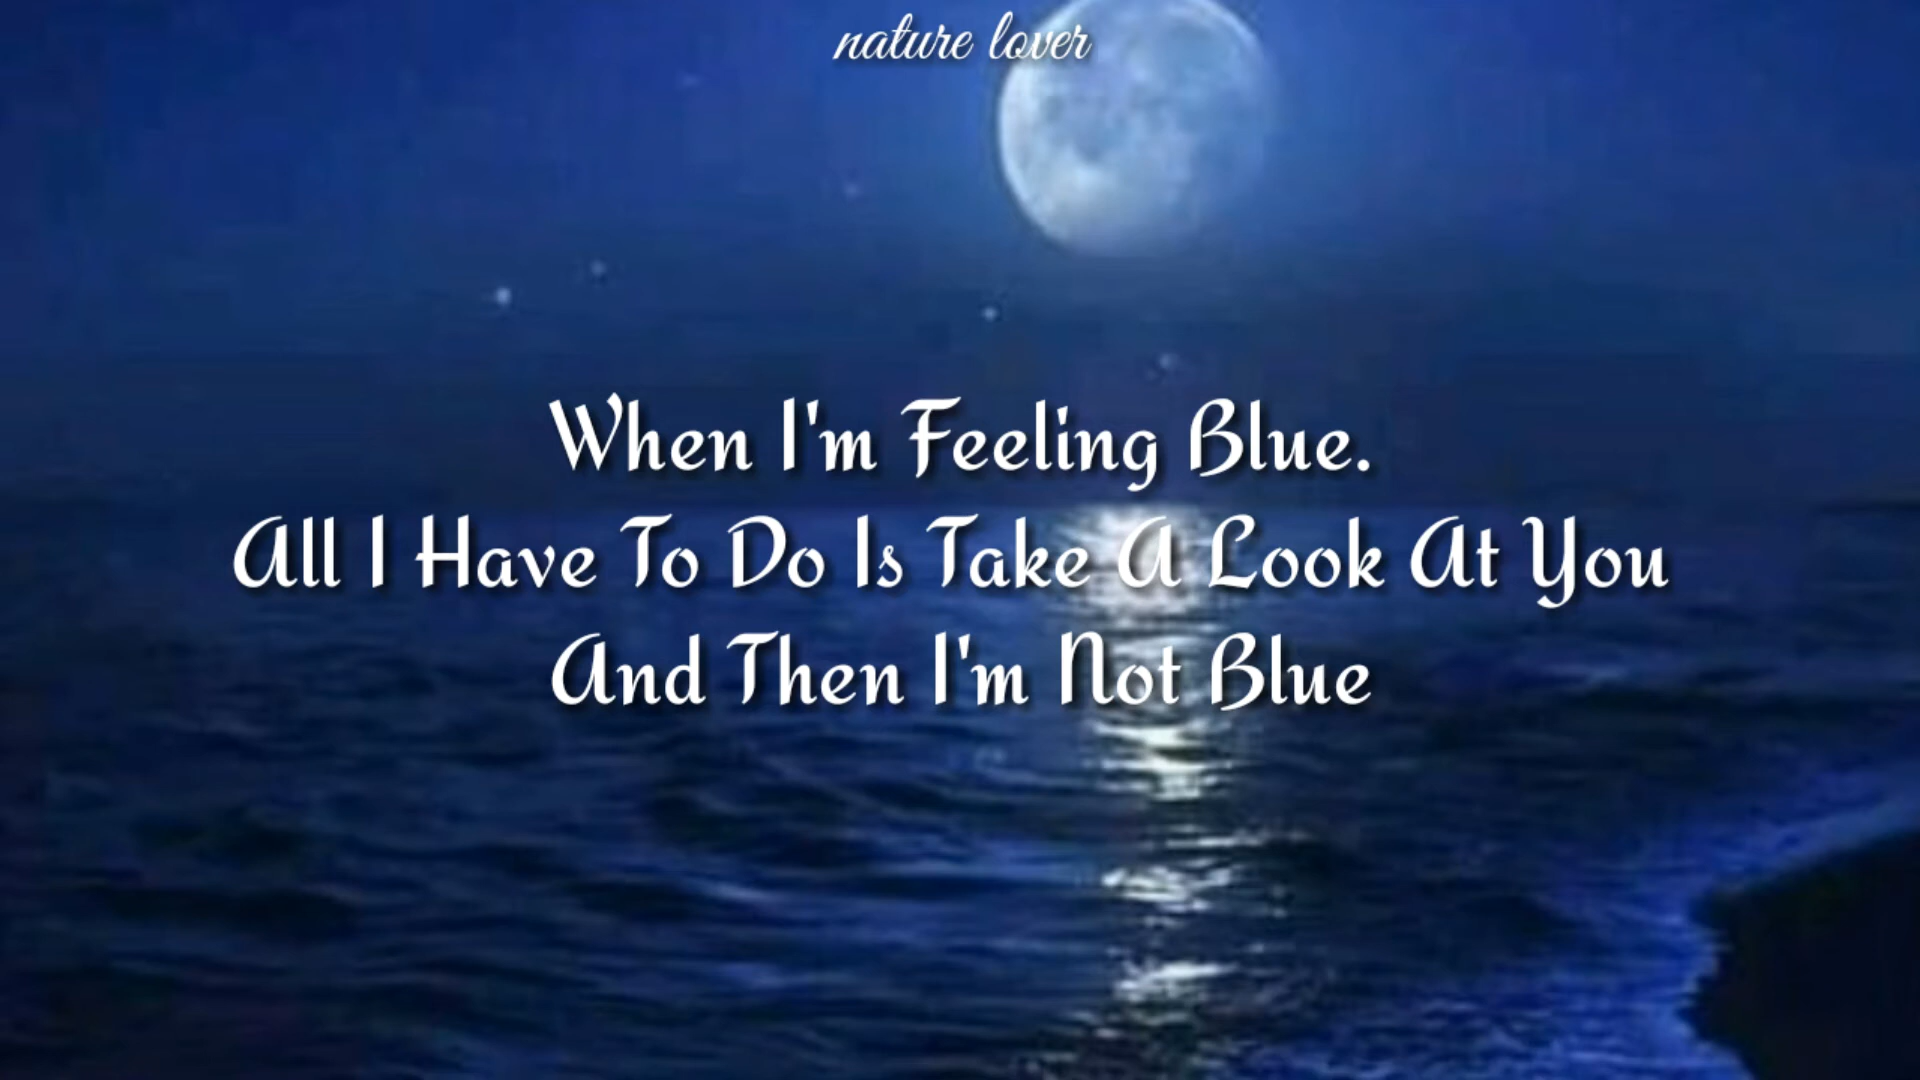 nature lover
When I'm Feeling Blue.
All I Have To Do Is Take A Look At You
And Then I'm Not Blue